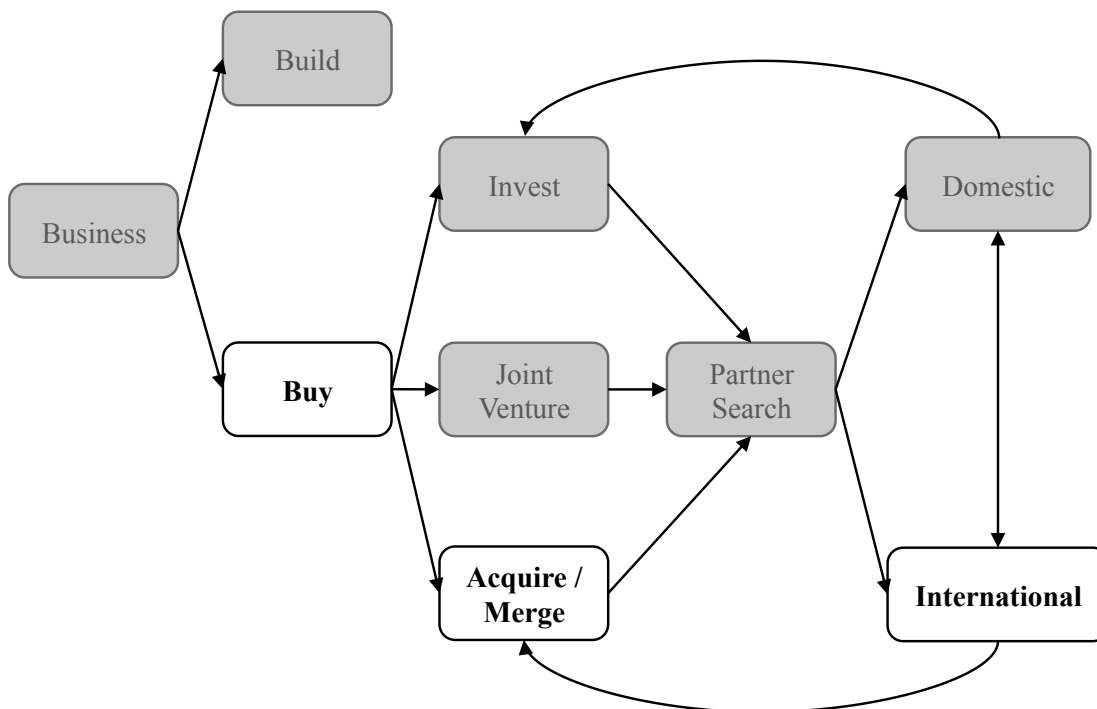 Build
Business
Buy
Invest
Joint
Venture
Acquire /
Merge
Partner
Search
Domestic
International